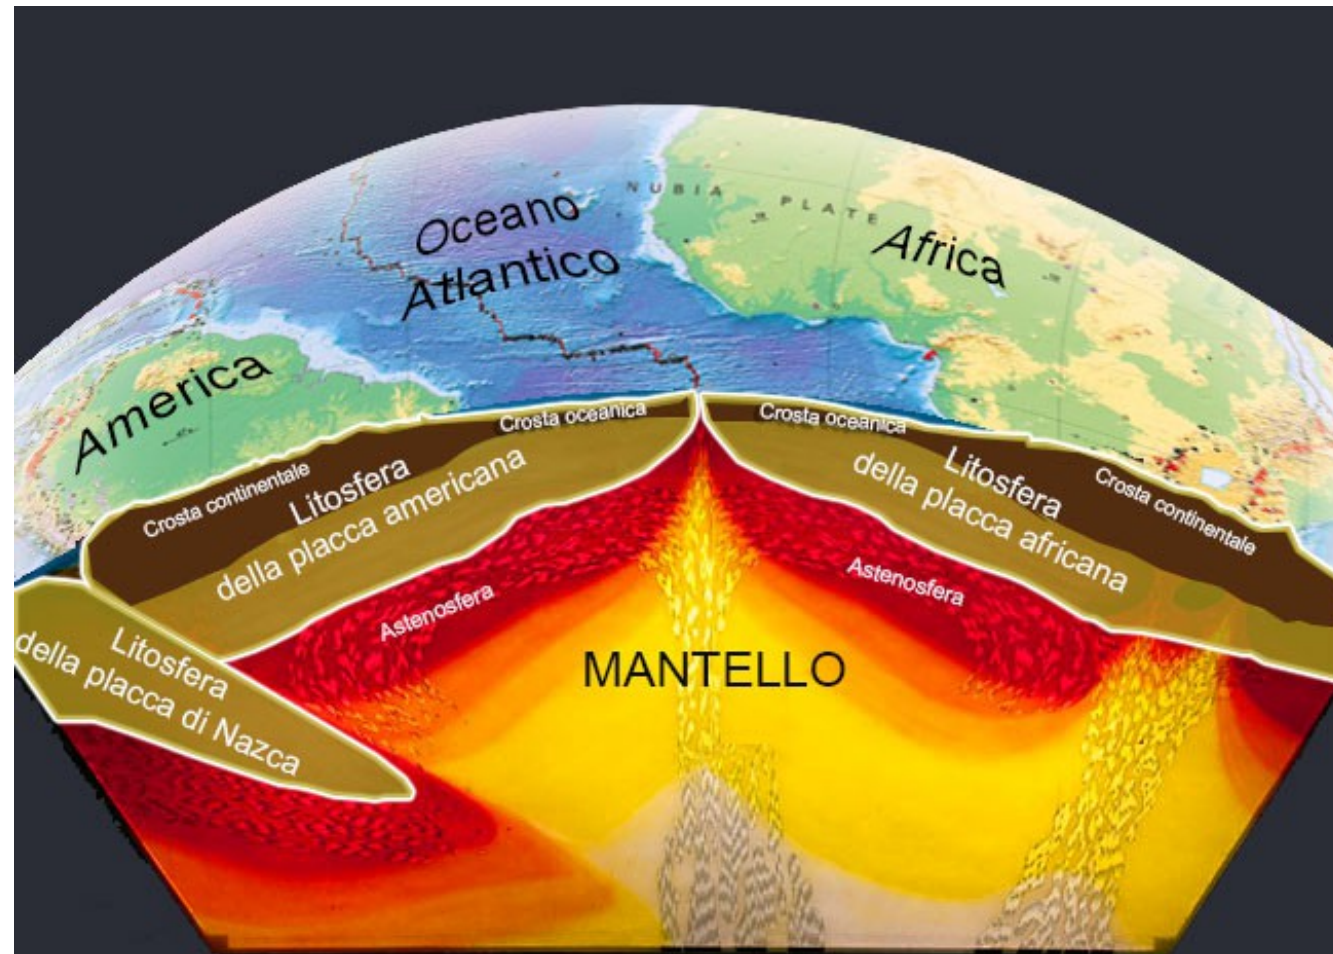 NUBIA PLATE
Oceano
Atlantico
Africa
America
Crosta oceanica
Crosta oceanica
Crosta continentale
Litosfera
della placca americana
Litosfera
della placca africana
Crosta continentale
Astenosfera
Astenosfera
Litosfera
della placca di Nazca
MANTELLO